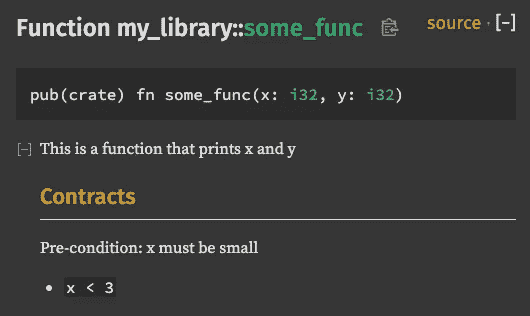 Function my_library::some_func source · [−]
pub(crate) fn some_func(x: i32, y: i32)
[−] This is a function that prints x and y
Contracts
Pre-condition: x must be small
• x < 3